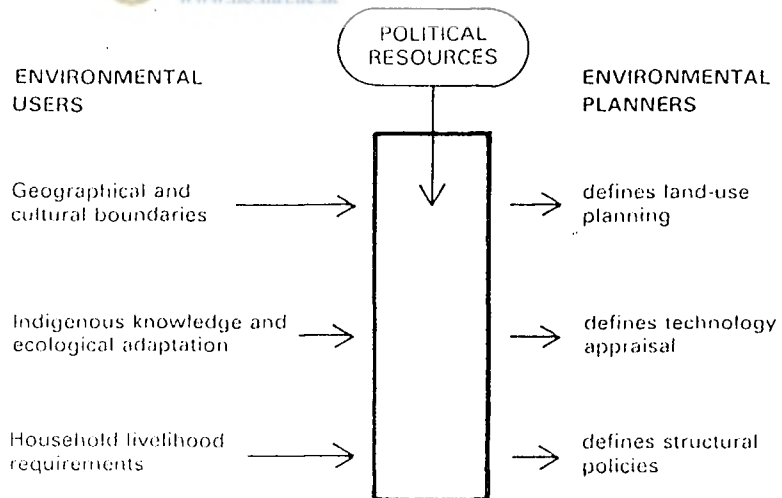 POLITICAL
RESOURCES
ENVIRONMENTAL
USERS
ENVIRONMENTAL
PLANNERS
Geographical and
cultural boundaries
defines land-use
planning
Indigenous knowledge and
ecological adaptation
defines technology
appraisal
Household livelihood
requirements
defines structural
policies